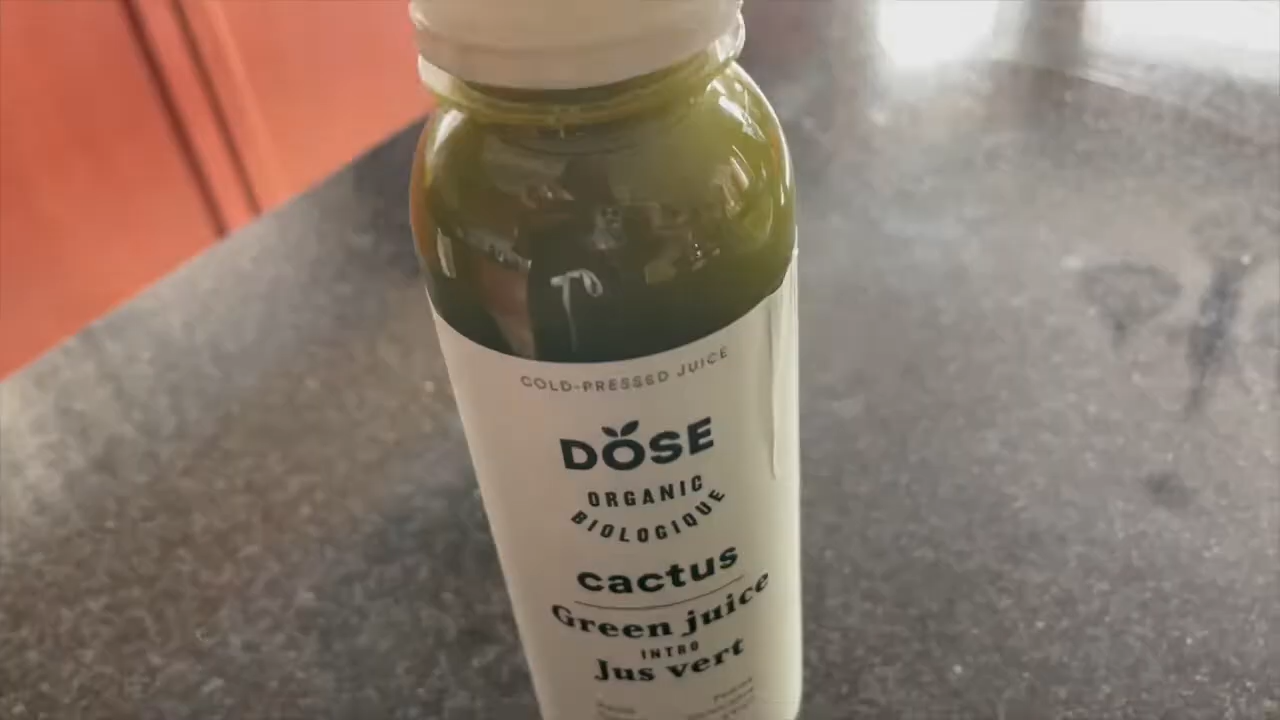 COLD-PRESSED JUICE
DOSE
ORGANIC
BIOLOGIQUE
cactus
Green juice
INTRO
Jus vert